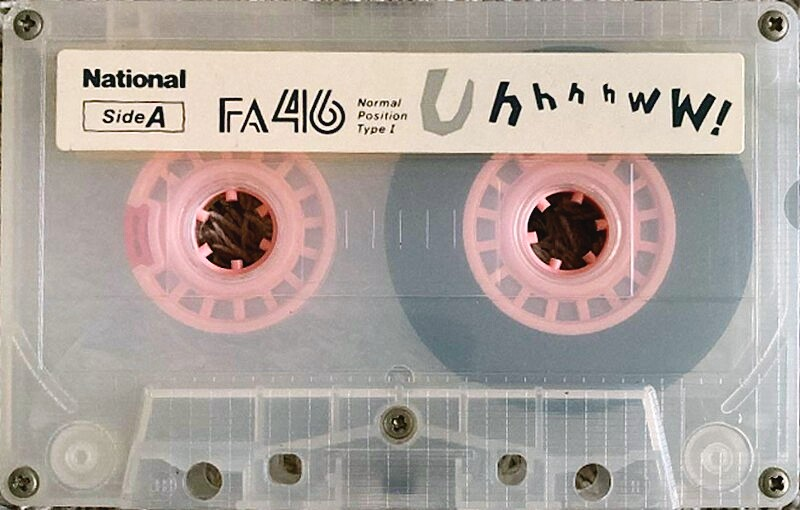 National
Side A
FA46
Normal
Position
Type I
UhhhhwW!